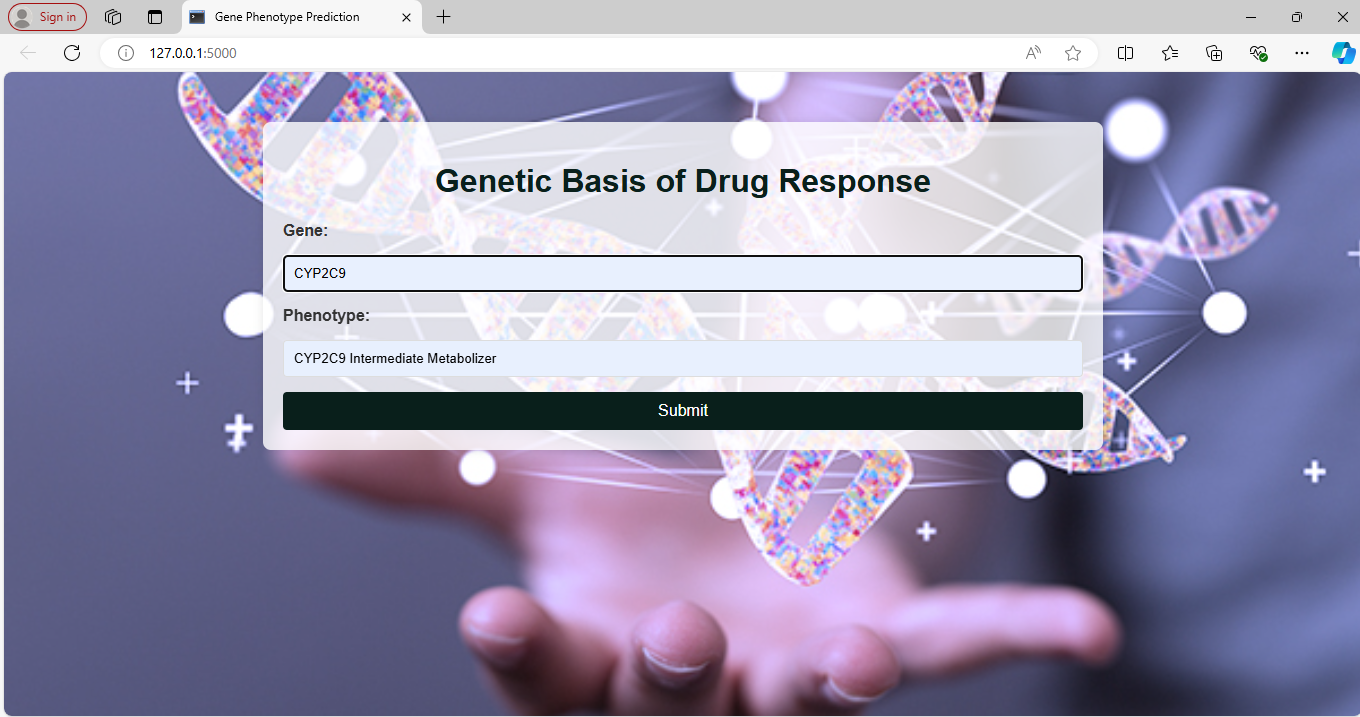 Sign in
Gene Phenotype Prediction
127.0.0.1:5000
Genetic Basis of Drug Response
Gene:
CYP2C9
Phenotype:
CYP2C9 Intermediate Metabolizer
Submit